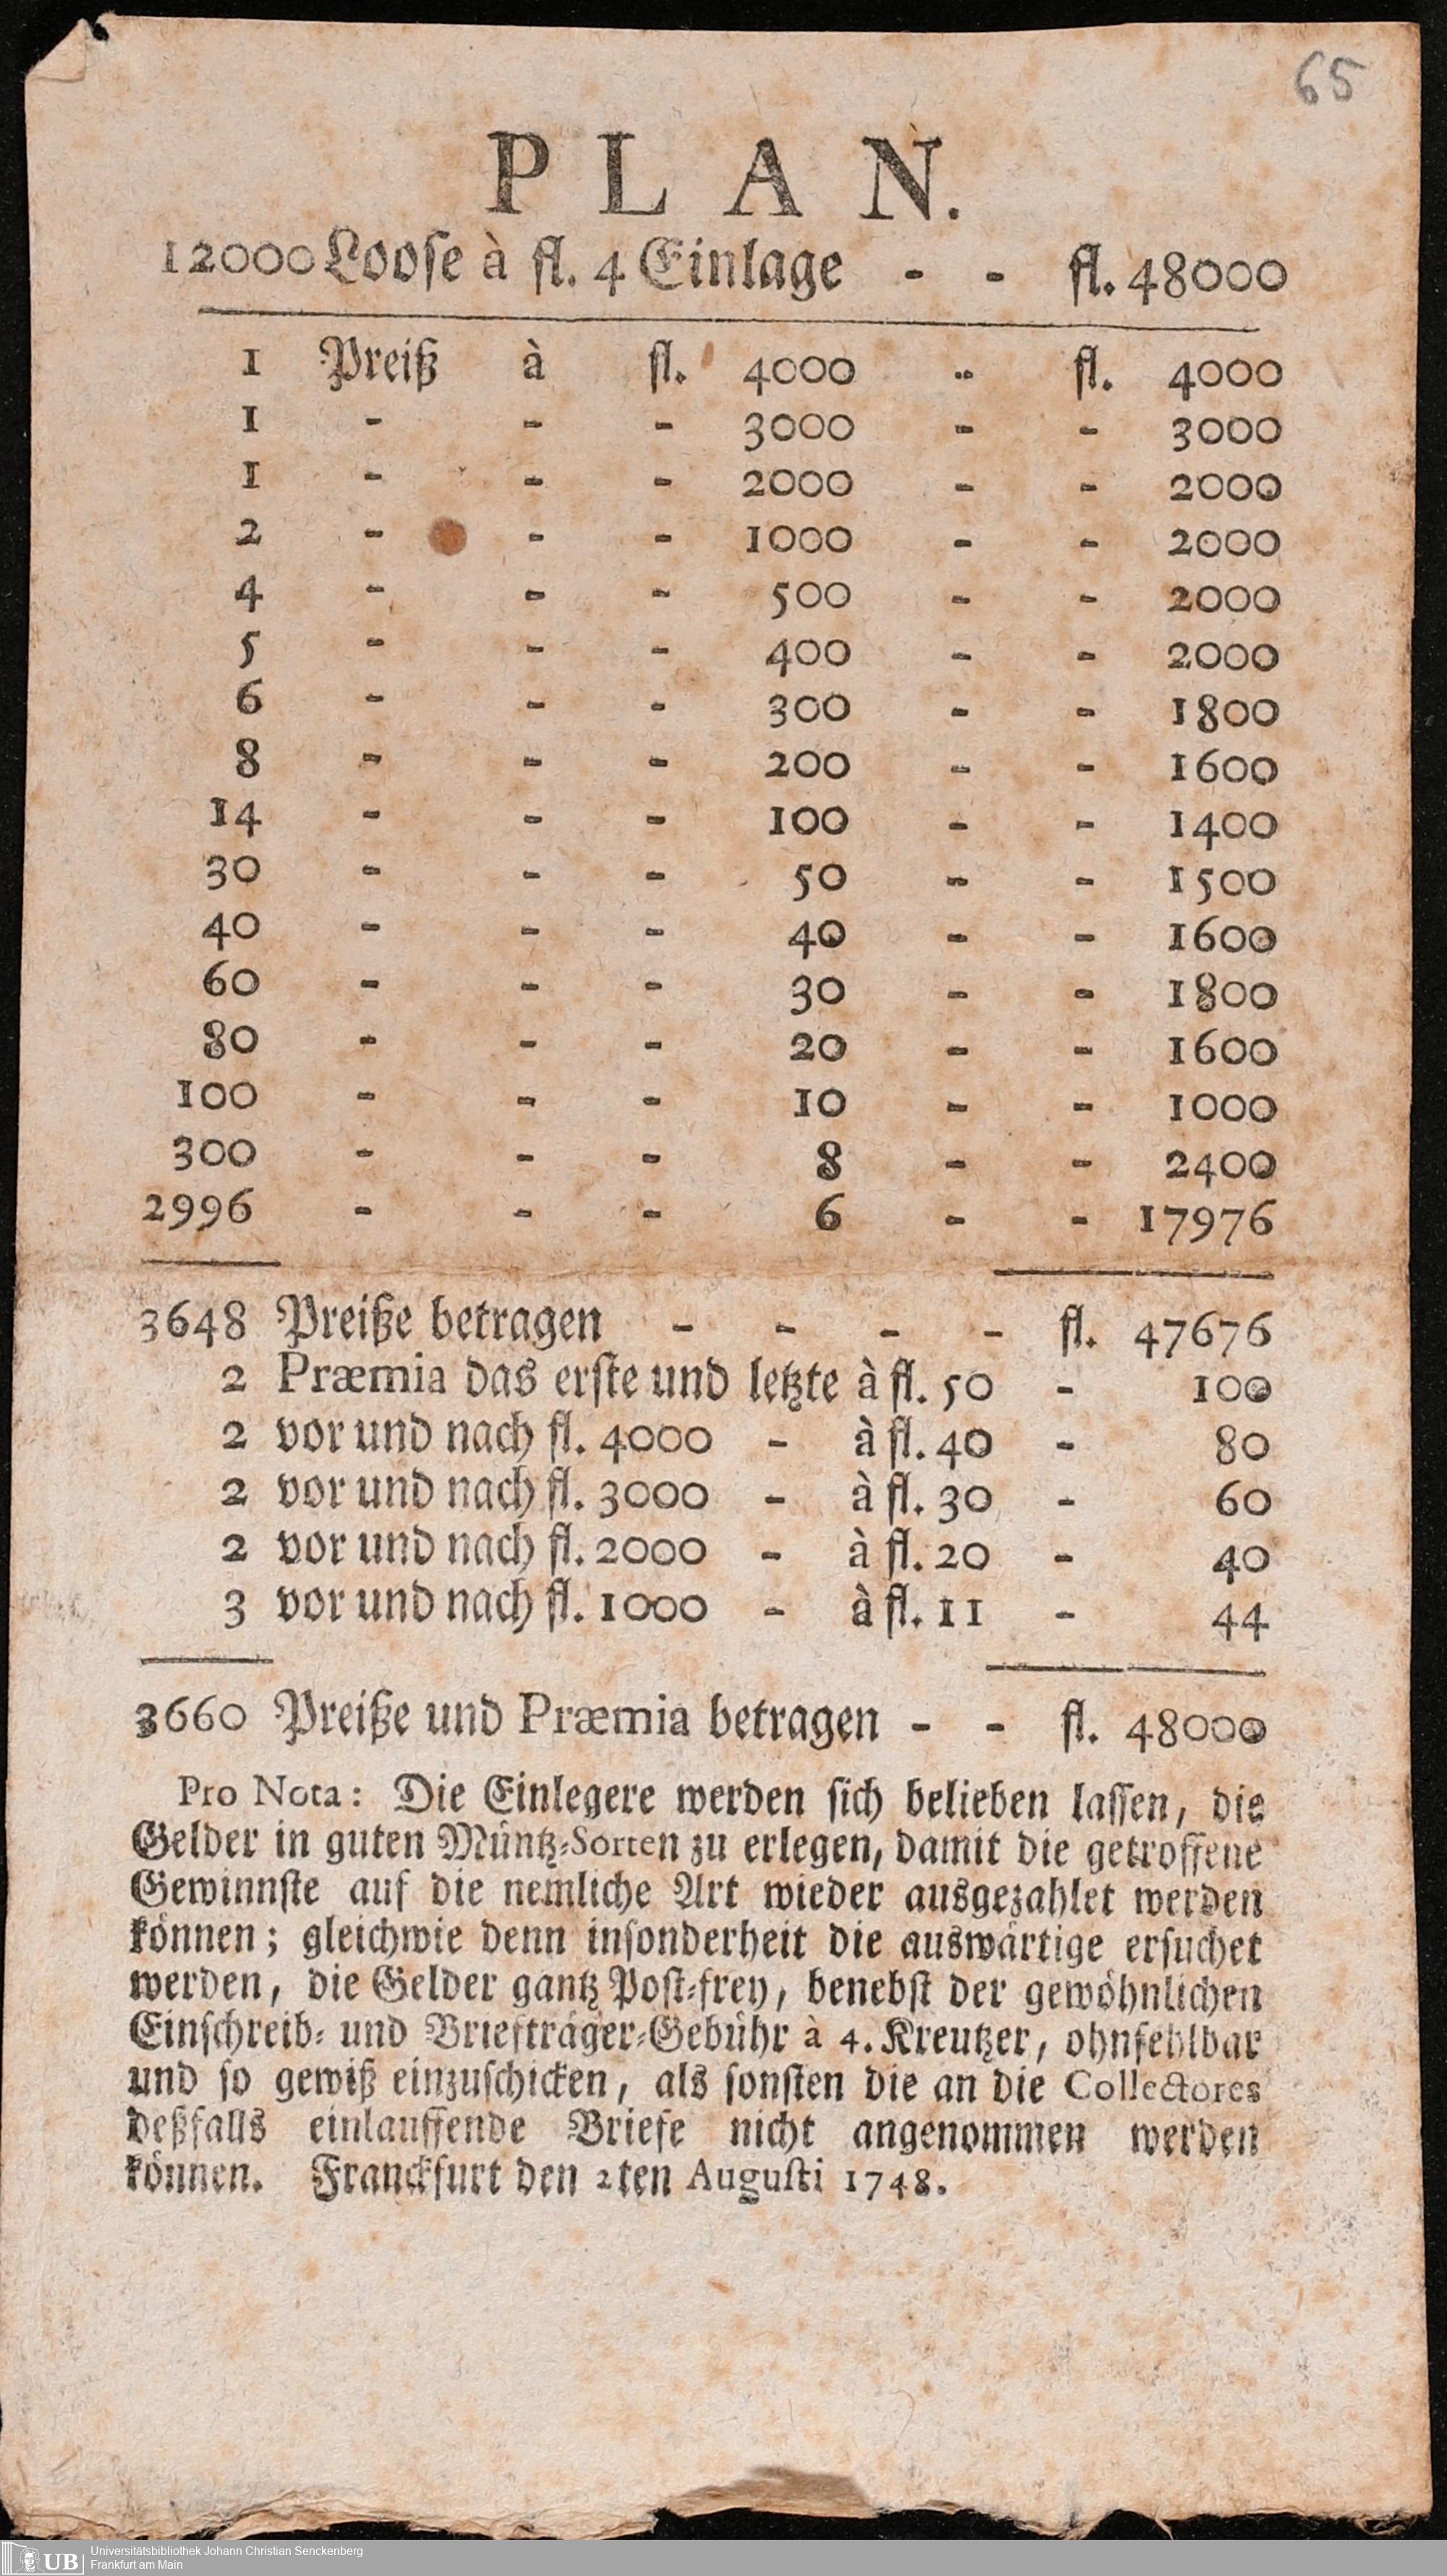 65
PLAN.
12000 Looſe à fl. 4 Einlage - - fl. 48000
1 Preiß à fl. 4000 - fl. 4000
1 - - - 3000 - - 3000
1 - - - 2000 - - 2000
2 - - - 1000 - - 2000
4 - - - 500 - - 2000
5 - - - 400 - - 2000
6 - - - 300 - - 1800
8 - - - 200 - - 1600
14 - - - 100 - - 1400
30 - - - 50 - - 1500
40 - - - 40 - - 1600
60 - - - 30 - - 1800
80 - - - 20 - - 1600
100 - - - 10 - - 1000
300 - - - 8 - - 2400
2996 - - - 6 - - 17976
3648 Preiße betragen - - - - fl. 47676
2 Præmia das erſte und letzte à fl. 50 - 100
2 vor und nach fl. 4000 - à fl. 40 - 80
2 vor und nach fl. 3000 - à fl. 30 - 60
2 vor und nach fl. 2000 - à fl. 20 - 40
3 vor und nach fl. 1000 - à fl. 11 - 44
3660 Preiße und Præmia betragen - - fl. 48000
Pro Nota: Die Einlegere werden ſich belieben laſſen, die
Gelder in guten Müntz-Sorten zu erlegen, damit die getroffene
Gewinnſte auf die nemliche Art wieder ausgezahlet werden
können; gleichwie denn inſonderheit die auswärtige erſuchet
werden, die Gelder gantz Poſt-frey, benebſt der gewöhnlichen
Einſchreib- und Briefträger-Gebühr à 4. Kreutzer, ohnfehlbar
und ſo gewiß einzuſchicken, als ſonſten die an die Collectores
deßfalls einlauffende Briefe nicht angenommen werden
können. Franckfurt den 2ten Auguſti 1748.
UB Universitätsbibliothek Johann Christian Senckenberg
Frankfurt am Main